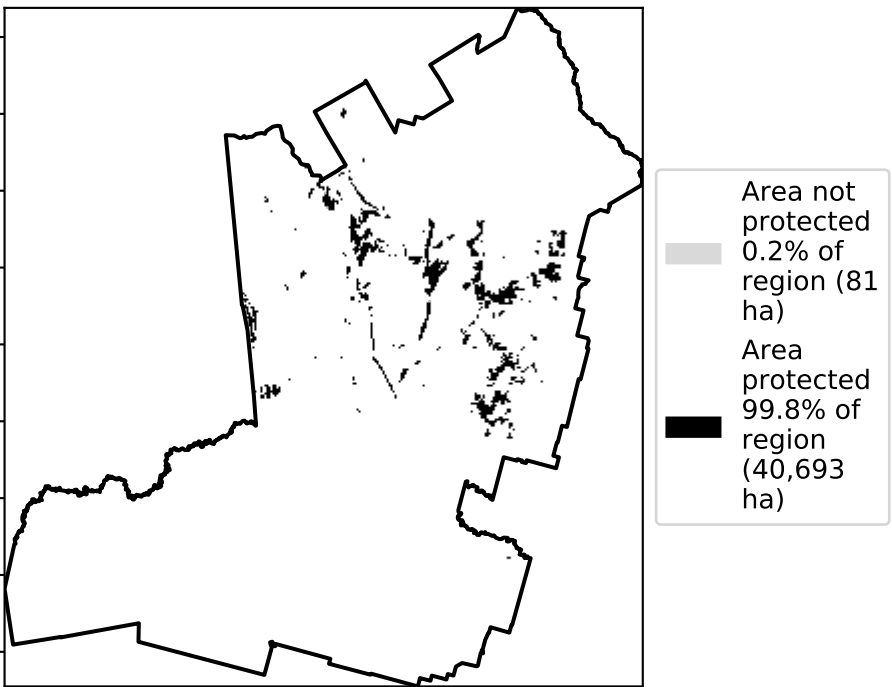 Area not
protected
0.2% of
region (81
ha)
Area
protected
99.8% of
region
(40,693
ha)